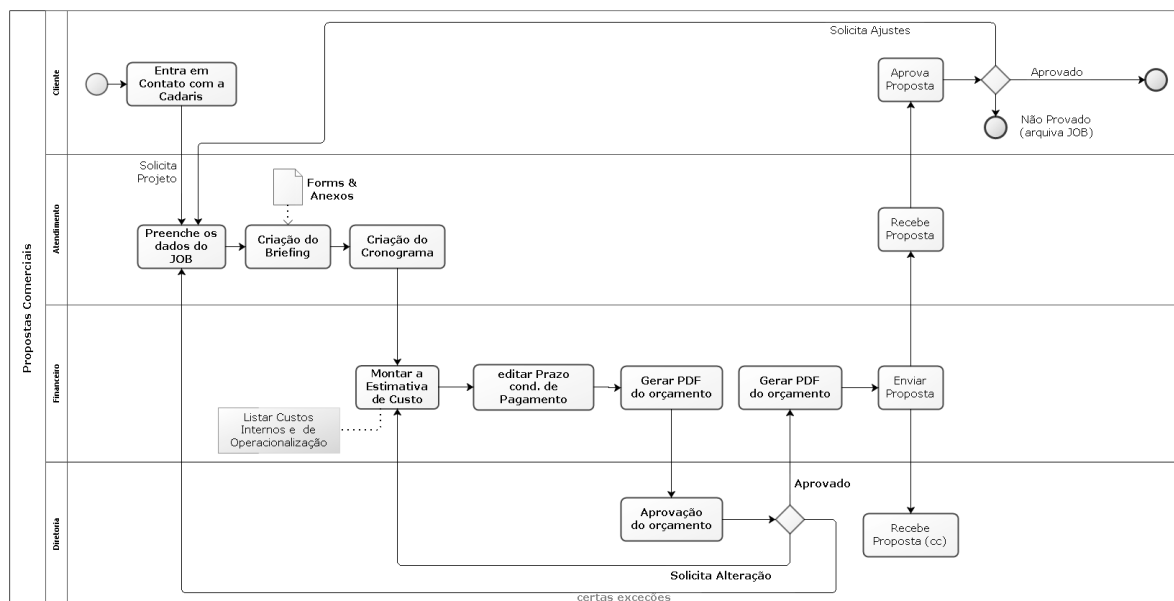 Propostas Comerciais
Cliente
Entra em
Contato com a
Cadaris
Solicita Ajustes
Aprova
Proposta
Aprovado
Não Provado
(arquiva JOB)
Atendimento
Solicita
Projeto
Forms &
Anexos
Preenche os
dados do
JOB
Criação do
Briefing
Criação do
Cronograma
Recebe
Proposta
Financeiro
Montar a
Estimativa
de Custo
editar Prazo
cond. de
Pagamento
Gerar PDF
do orçamento
Gerar PDF
do orçamento
Enviar
Proposta
Listar Custos
Internos e de
Operacionalização
Diretoria
Aprovado
Aprovação
do orçamento
Recebe
Proposta (cc)
Solicita Alteração
certas exceções